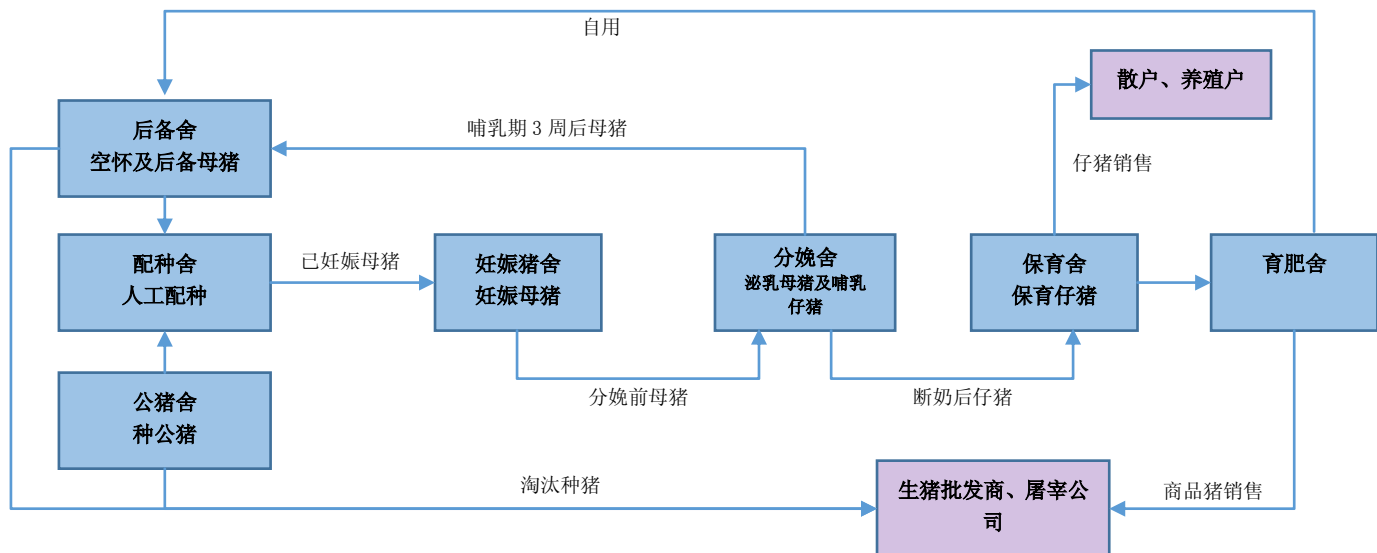 自用
散户、养殖户
后备舍
空怀及后备母猪
哺乳期 3 周后母猪
仔猪销售
配种舍
人工配种
已妊娠母猪
妊娠猪舍
妊娠母猪
分娩舍
泌乳母猪及哺乳
仔猪
保育舍
保育仔猪
育肥舍
公猪舍
种公猪
分娩前母猪
断奶后仔猪
淘汰种猪
生猪批发商、屠宰公
司
商品猪销售